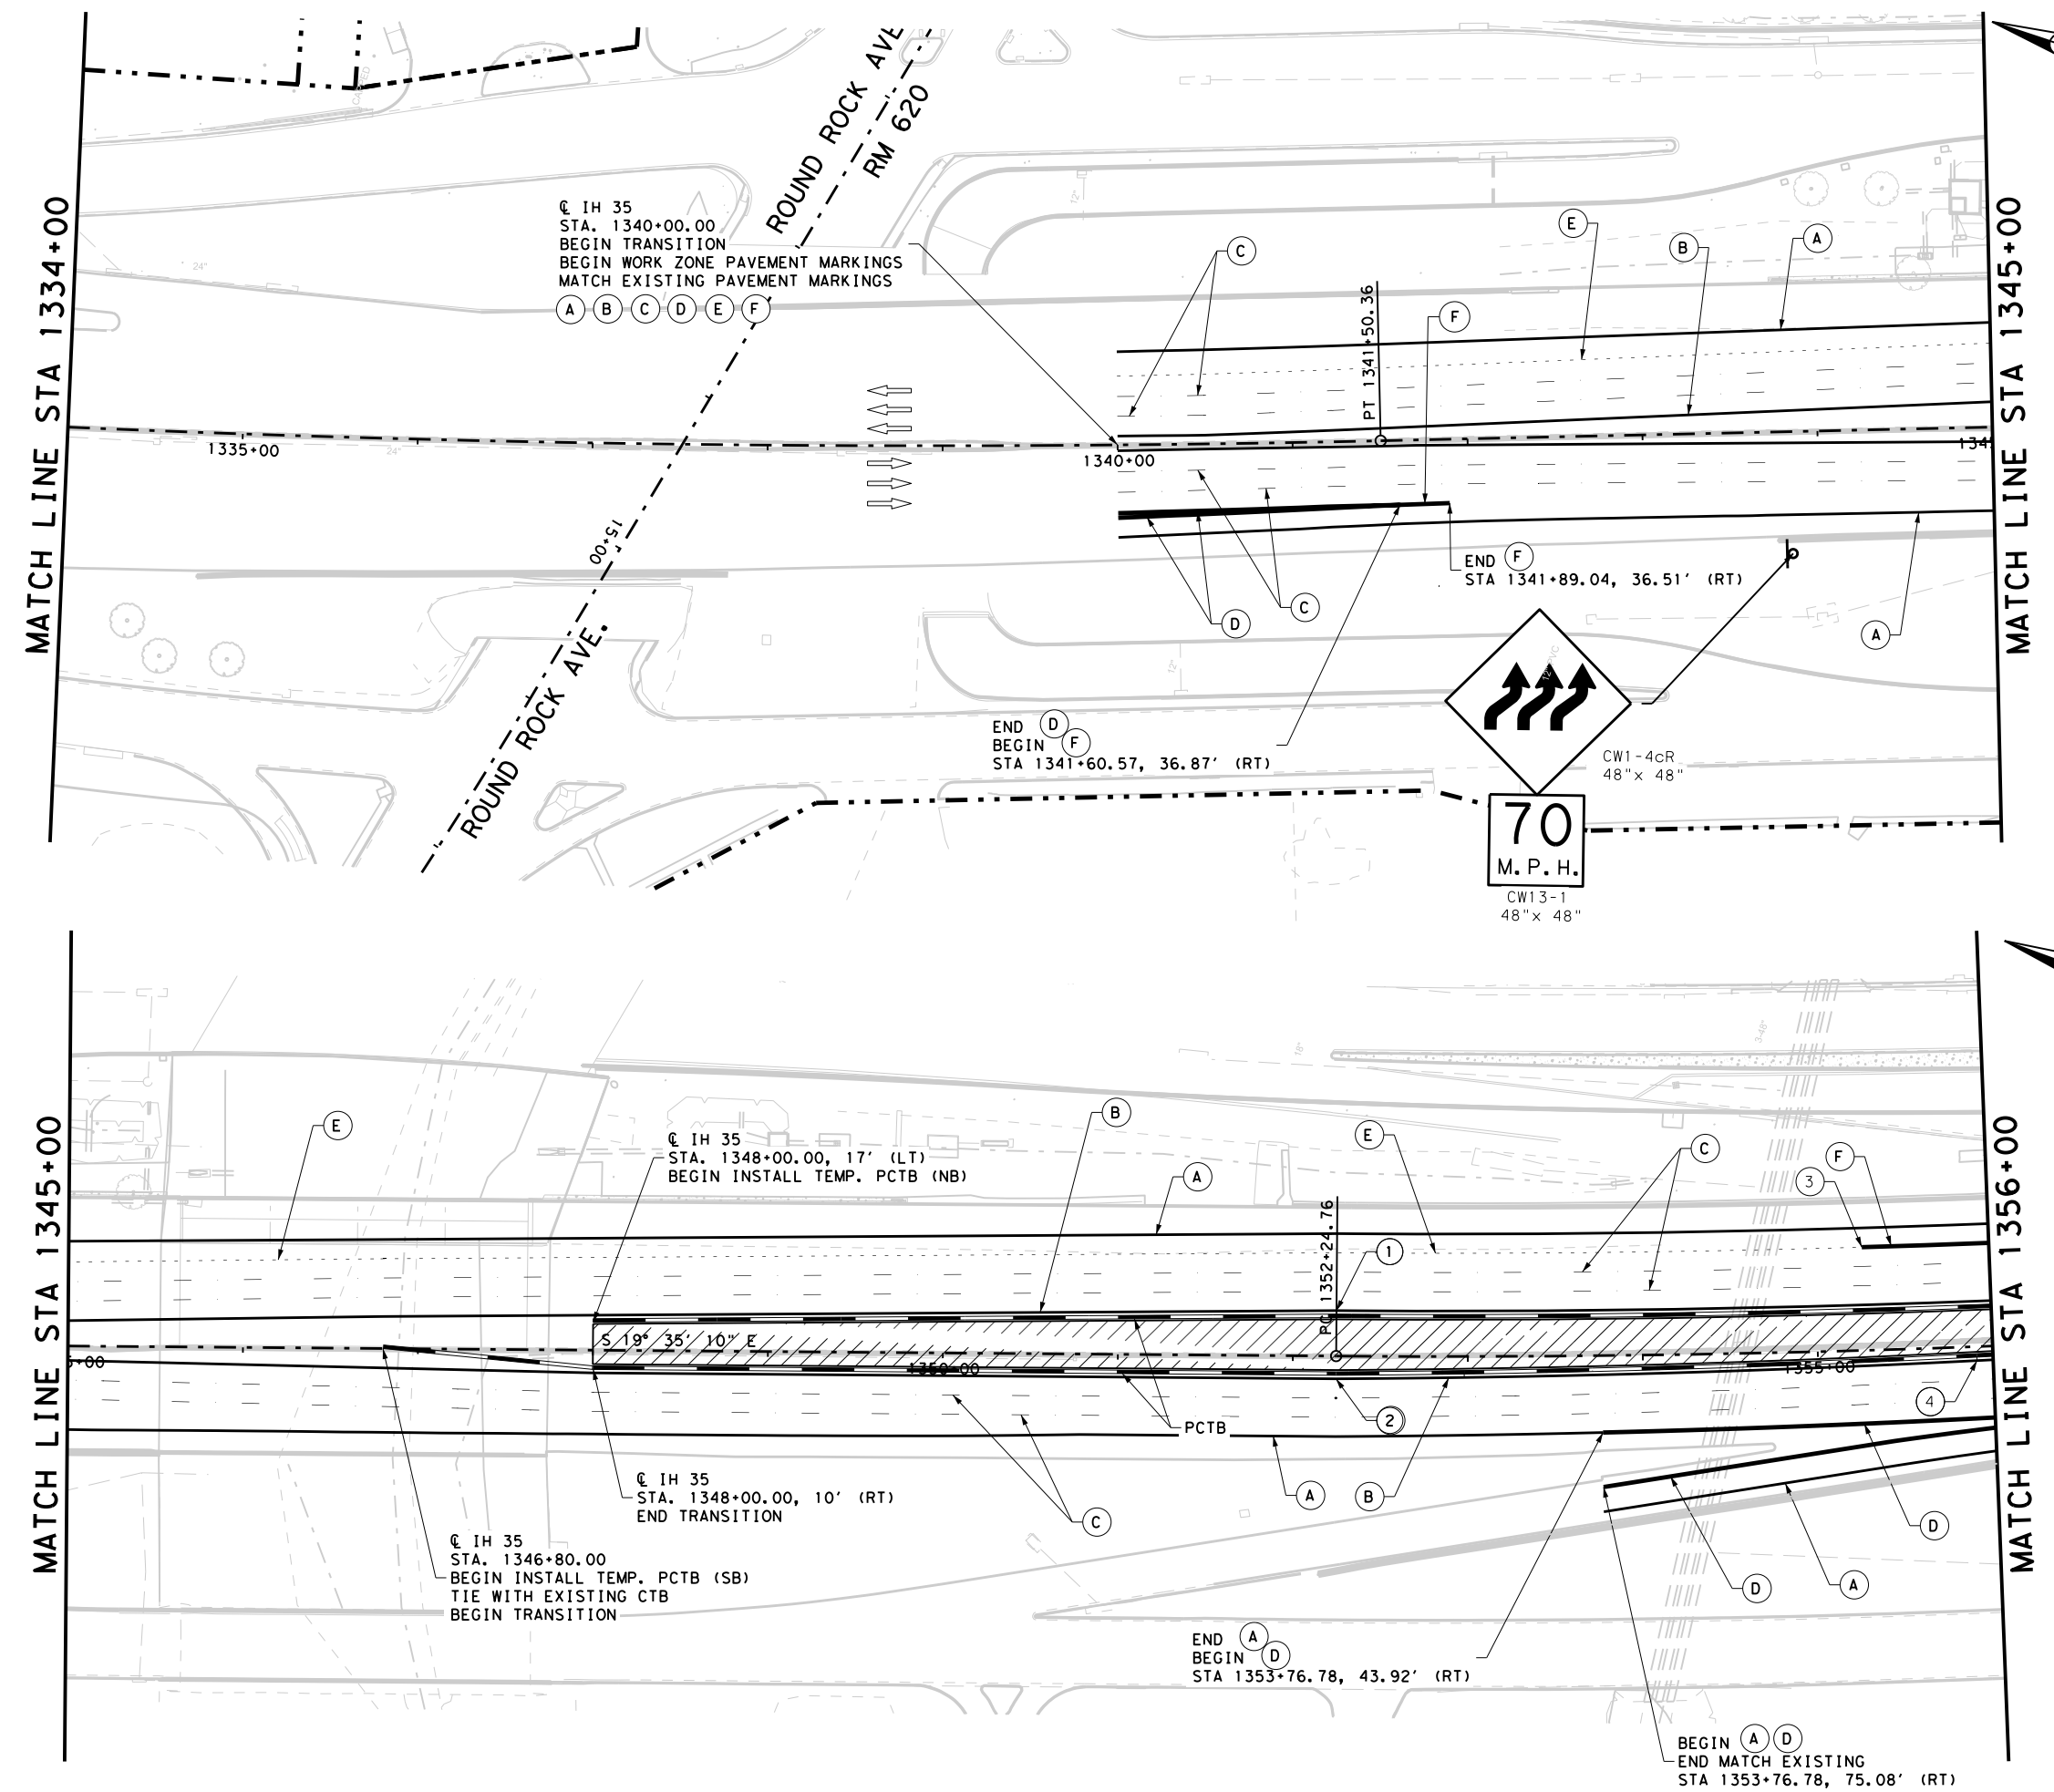 MATCH LINE STA 1334+00
ROUND ROCK AVE
RM 620
℄ IH 35
STA. 1340+00.00
BEGIN TRANSITION
BEGIN WORK ZONE PAVEMENT MARKINGS
MATCH EXISTING PAVEMENT MARKINGS
A B C D E F
24"
12"
C
E
B
A
F
PT 1341+50.36
MATCH LINE STA 1345+00
1335+00
24"
1340+00
15+00
ROUND ROCK AVE.
END F
STA 1341+89.04, 36.51' (RT)
D
C
A
12"
END D
BEGIN F
STA 1341+60.57, 36.87' (RT)
CW1-4cR
48"x 48"
70
M.P.H.
CW13-1
48"x 48"
MATCH LINE STA 1345+00
E
℄ IH 35
STA. 1348+00.00, 17' (LT)
BEGIN INSTALL TEMP. PCTB (NB)
B
A
E
C
F
3
18"
3-48"
PC 1352+24.76
1
MATCH LINE STA 1356+00
S 19° 35' 10" E
1350+00
1355+00
2
4
PCTB
℄ IH 35
STA. 1348+00.00, 10' (RT)
END TRANSITION
C
A
B
D
D
A
℄ IH 35
STA. 1346+80.00
BEGIN INSTALL TEMP. PCTB (SB)
TIE WITH EXISTING CTB
BEGIN TRANSITION
END A
BEGIN D
STA 1353+76.78, 43.92' (RT)
BEGIN A D
END MATCH EXISTING
STA 1353+76.78, 75.08' (RT)